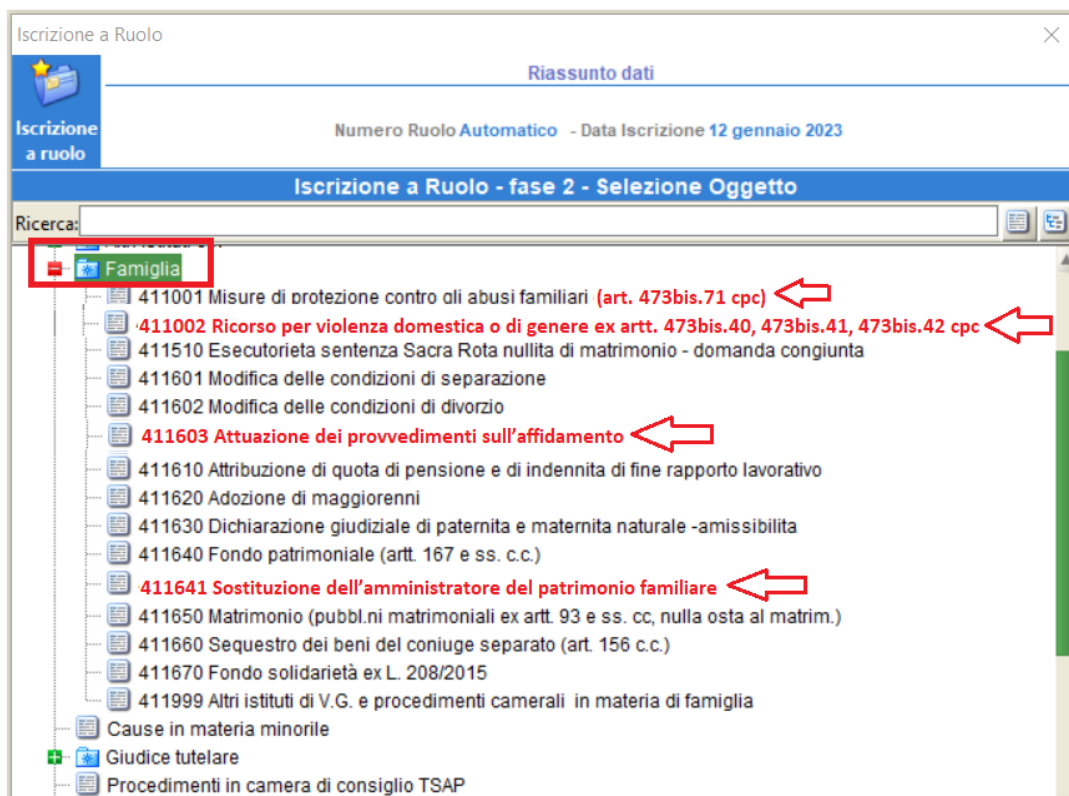 Iscrizione a Ruolo
Riassunto dati
Iscrizione
a ruolo
Numero Ruolo Automatico - Data Iscrizione 12 gennaio 2023
Iscrizione a Ruolo - fase 2 - Selezione Oggetto
Ricerca:
Famiglia
411001 Misure di protezione contro gli abusi familiari (art. 473bis.71 cpc)
411002 Ricorso per violenza domestica o di genere ex artt. 473bis.40, 473bis.41, 473bis.42 cpc
411510 Esecutorieta sentenza Sacra Rota nullita di matrimonio - domanda congiunta
411601 Modifica delle condizioni di separazione
411602 Modifica delle condizioni di divorzio
411603 Attuazione dei provvedimenti sull'affidamento
411610 Attribuzione di quota di pensione e di indennita di fine rapporto lavorativo
411620 Adozione di maggiorenni
411630 Dichiarazione giudiziale di paternita e maternita naturale -amissibilita
411640 Fondo patrimoniale (artt. 167 e ss. c.c.)
411641 Sostituzione dell'amministratore del patrimonio familiare
411650 Matrimonio (pubbl.ni matrimoniali ex artt. 93 e ss. cc, nulla osta al matrim.)
411660 Sequestro dei beni del coniuge separato (art. 156 c.c.)
411670 Fondo solidarietà ex L. 208/2015
411999 Altri istituti di V.G. e procedimenti camerali in materia di famiglia
Cause in materia minorile
Giudice tutelare
Procedimenti in camera di consiglio TSAP